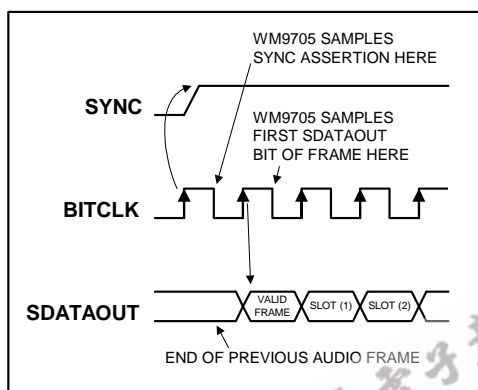 WM9705 SAMPLES
SYNC ASSERTION HERE
SYNC
WM9705 SAMPLES
FIRST SDATAOUT
BIT OF FRAME HERE
BITCLK
SDATAOUT
VALID
FRAME
SLOT (1)
SLOT (2)
END OF PREVIOUS AUDIO FRAME